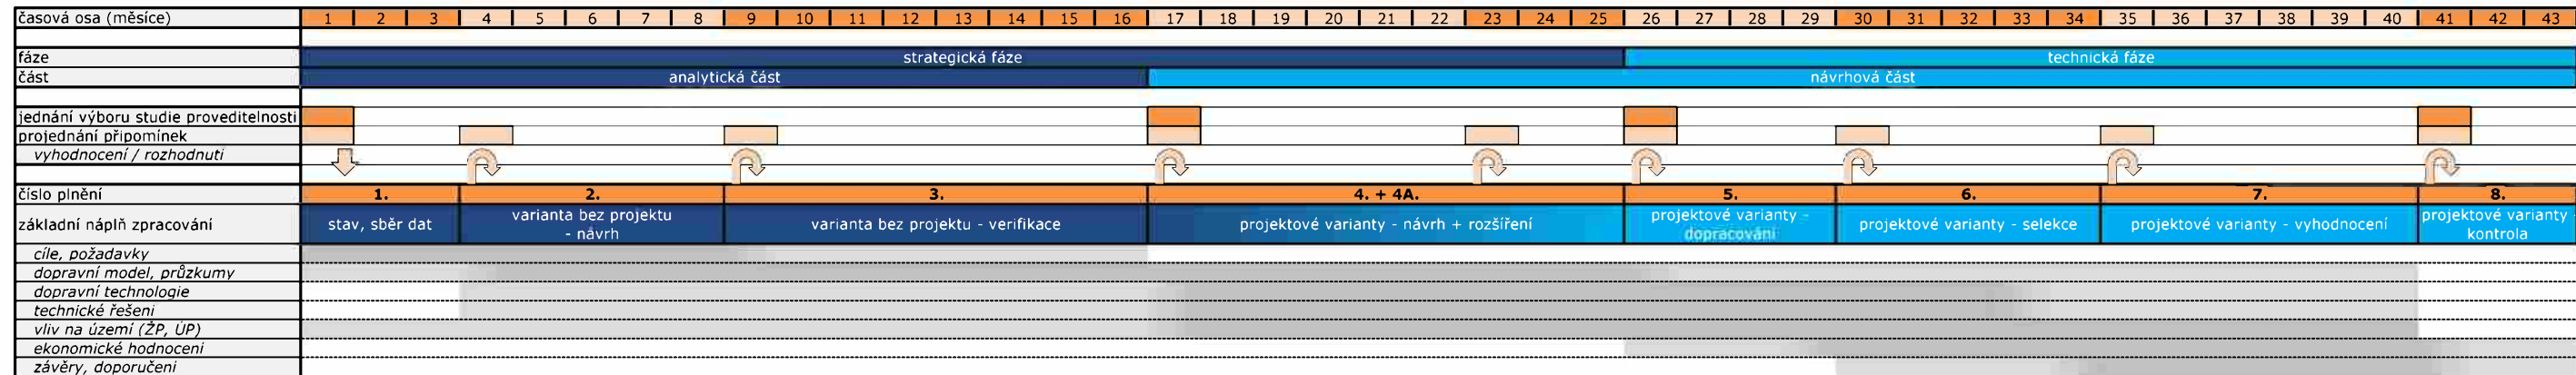 časová osa (měsíce) 1 2 3 4 5 6 7 8 9 10 11 12 13 14 15 16 17 18 19 20 21 22 23 24 25 26 27 28 29 30 31 32 33 34 35 36 37 38 39 40 41 42 43
fáze strategická fáze technická fáze
část analytická část návrhová část
jednání výboru studie proveditelnosti
projednání připomínek
vyhodnocení / rozhodnutí
číslo plnění 1. 2. 3. 4. + 4A. 5. 6. 7. 8.
základní náplň zpracování
stav, sběr dat
varianta bez projektu
- návrh
varianta bez projektu - verifikace
projektové varianty - návrh + rozšíření
projektové varianty -
dopracování
projektové varianty - selekce
projektové varianty - vyhodnocení
projektové varianty -
kontrola
cíle, požadavky
dopravní model, průzkumy
dopravní technologie
technické řešení
vliv na území (ŽP, ÚP)
ekonomické hodnocení
závěry, doporučení